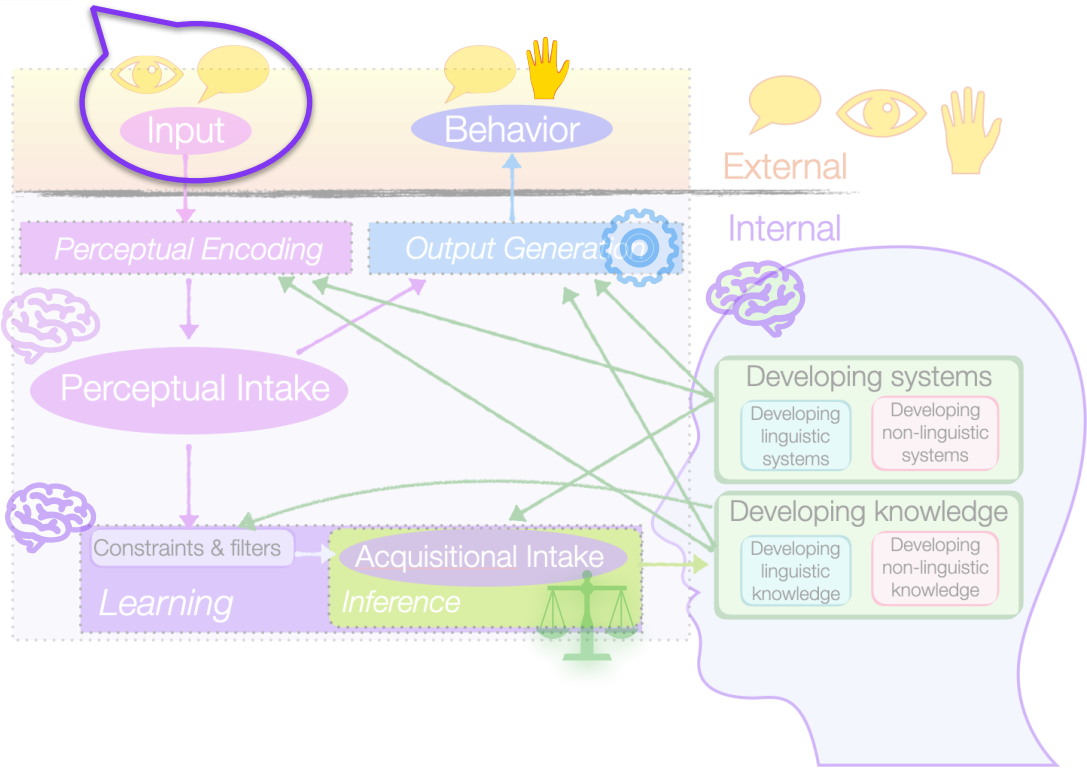 Input
Behavior
External
Internal
Perceptual Encoding
Output Generation
Perceptual Intake
Developing systems
Developing
linguistic
systems
Developing
non-linguistic
systems
Developing knowledge
Developing
linguistic
knowledge
Developing
non-linguistic
knowledge
Constraints & filters
Acquisitional Intake
Learning
Inference